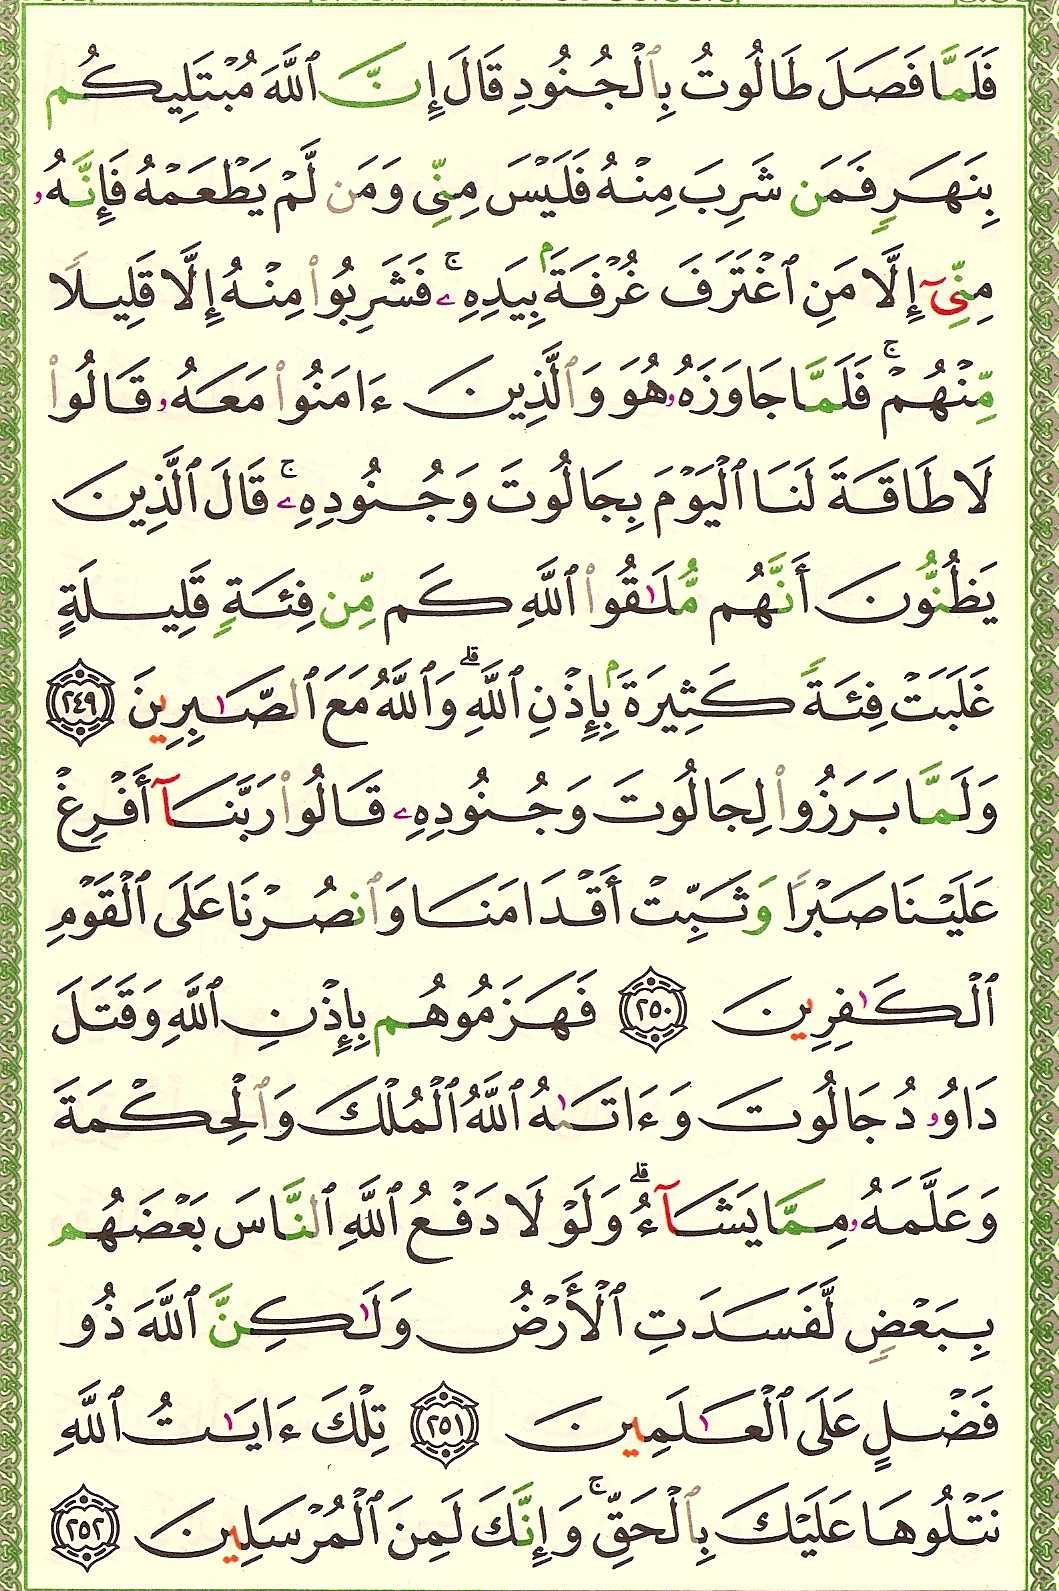 فَلَمَّا فَصَلَ طَالُوتُ بِٱلْجُنُودِ قَالَ إِنَّ ٱللَّهَ مُبْتَلِيكُم
بِنَهَرٍ فَمَن شَرِبَ مِنْهُ فَلَيْسَ مِنِّى وَمَن لَّمْ يَطْعَمْهُ فَإِنَّهُۥ
مِنِّىٓ إِلَّا مَنِ ٱغْتَرَفَ غُرْفَةَۢ بِيَدِهِۦ ۚ فَشَرِبُوا۟ مِنْهُ إِلَّا قَلِيلًا
مِّنْهُمْ ۚ فَلَمَّا جَاوَزَهُۥ هُوَ وَٱلَّذِينَ ءَامَنُوا۟ مَعَهُۥ قَالُوا۟
لَا طَاقَةَ لَنَا ٱلْيَوْمَ بِجَالُوتَ وَجُنُودِهِۦ ۚ قَالَ ٱلَّذِينَ
يَظُنُّونَ أَنَّهُم مُّلَـٰقُوا۟ ٱللَّهِ كَم مِّن فِئَةٍ قَلِيلَةٍ
غَلَبَتْ فِئَةً كَثِيرَةَۢ بِإِذْنِ ٱللَّهِ ۗ وَٱللَّهُ مَعَ ٱلصَّـٰبِرِينَ ٢٤٩
وَلَمَّا بَرَزُوا۟ لِجَالُوتَ وَجُنُودِهِۦ قَالُوا۟ رَبَّنَآ أَفْرِغْ
عَلَيْنَا صَبْرًا وَثَبِّتْ أَقْدَامَنَا وَٱنصُرْنَا عَلَى ٱلْقَوْمِ
ٱلْكَـٰفِرِينَ ٢٥٠ فَهَزَمُوهُم بِإِذْنِ ٱللَّهِ وَقَتَلَ
دَاوُۥدُ جَالُوتَ وَءَاتَىٰهُ ٱللَّهُ ٱلْمُلْكَ وَٱلْحِكْمَةَ
وَعَلَّمَهُۥ مِمَّا يَشَآءُ ۗ وَلَوْلَا دَفْعُ ٱللَّهِ ٱلنَّاسَ بَعْضَهُم
بِبَعْضٍ لَّفَسَدَتِ ٱلْأَرْضُ وَلَـٰكِنَّ ٱللَّهَ ذُو
فَضْلٍ عَلَى ٱلْعَـٰلَمِينَ ٢٥١ تِلْكَ ءَايَـٰتُ ٱللَّهِ
نَتْلُوهَا عَلَيْكَ بِٱلْحَقِّ ۚ وَإِنَّكَ لَمِنَ ٱلْمُرْسَلِينَ ٢٥٢